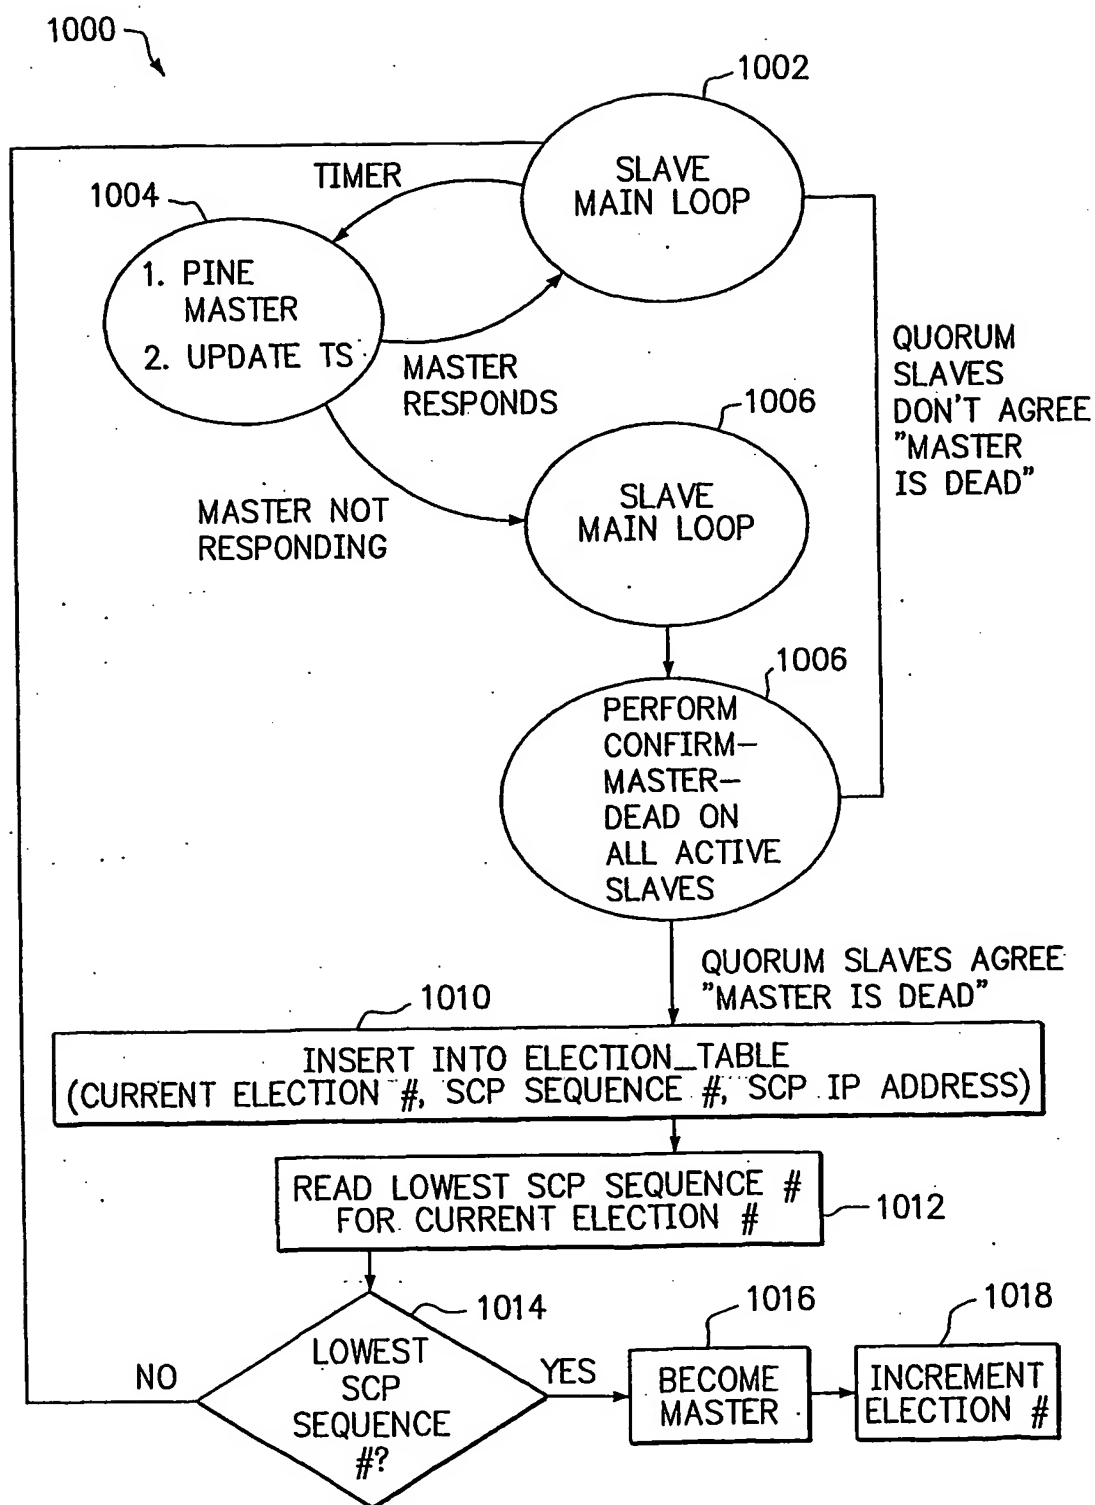 1000
1002
SLAVE
MAIN LOOP
TIMER
1004
1. PINE
MASTER
2. UPDATE TS
MASTER
RESPONDS
QUORUM
SLAVES
DON'T AGREE
"MASTER
IS DEAD"
1006
SLAVE
MAIN LOOP
MASTER NOT
RESPONDING
1006
PERFORM
CONFIRM–
MASTER–
DEAD ON
ALL ACTIVE
SLAVES
QUORUM SLAVES AGREE
"MASTER IS DEAD"
1010
INSERT INTO ELECTION_TABLE
(CURRENT ELECTION #, SCP SEQUENCE #, SCP IP ADDRESS)
READ LOWEST SCP SEQUENCE #
FOR CURRENT ELECTION #
1012
1014
LOWEST
SCP
SEQUENCE
#?
NO
YES
1016
BECOME
MASTER
1018
INCREMENT
ELECTION #